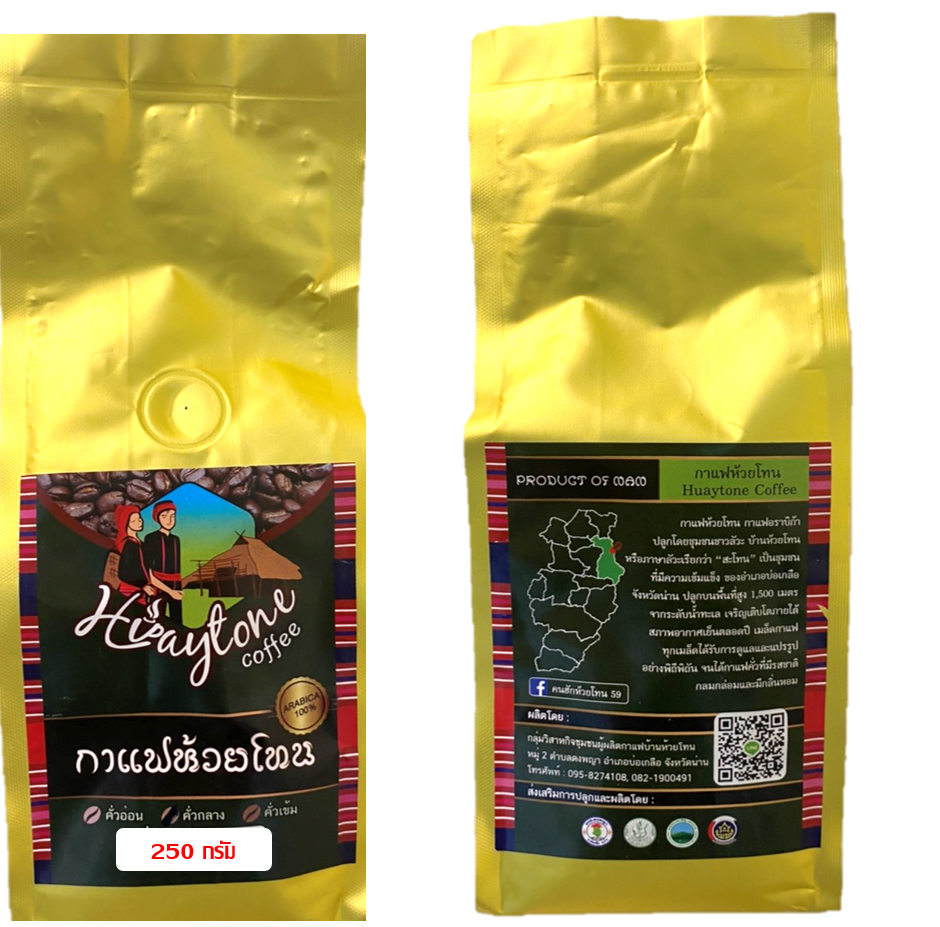 Huaytone
coffee
ARABICA
100%
กาแฟห้วยโทน
คั่วอ่อน คั่วกลาง คั่วเข้ม
250 กรัม
PRODUCT OF NAN
กาแฟห้วยโทน
Huaytone Coffee
กาแฟห้วยโทน กาแฟอราบิก้า
ปลูกโดยชุมชนชาวลัวะ บ้านห้วยโทน
หรือภาษาลัวะเรียกว่า “สะโทน” เป็นชุมชน
ที่มีความเข้มแข็ง ของอำเภอบ่อเกลือ
จังหวัดน่าน ปลูกบนพื้นที่สูง 1,500 เมตร
จากระดับน้ำทะเล เจริญเติบโตภายใต้
สภาพอากาศเย็นตลอดปี เมล็ดกาแฟ
ทุกเมล็ดได้รับการดูแลและแปรรูป
อย่างพิถีพิถัน จนได้กาแฟคั่วที่มีรสชาติ
กลมกล่อมและมีกลิ่นหอม
คนฮักห้วยโทน 59
ผลิตโดย :
กลุ่มวิสาหกิจชุมชนผู้ผลิตกาแฟบ้านห้วยโทน
หมู่ 2 ตำบลดงพญา อำเภอบ่อเกลือ จังหวัดน่าน
โทรศัพท์ : 095-8274108, 082-1900491
LINE
ส่งเสริมการปลูกและผลิตโดย :